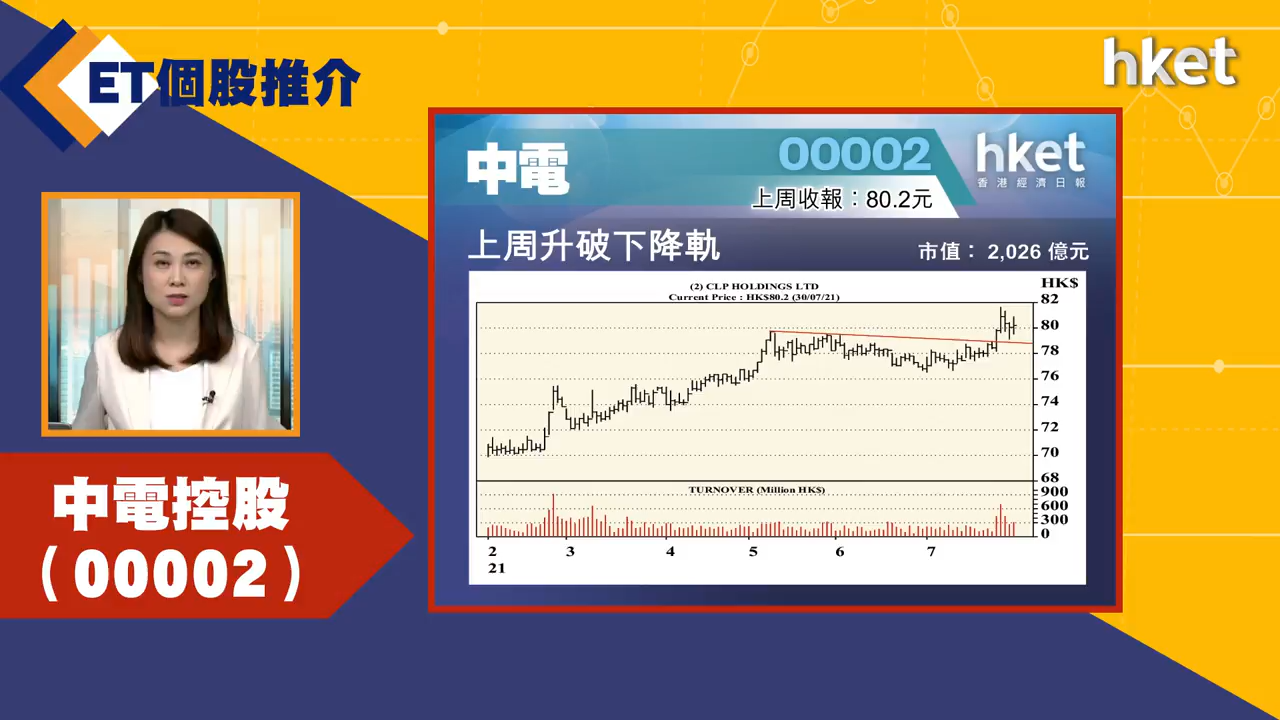 ET個股推介
hket
中電
00002
hket
香港經濟日報
上周收報：80.2元
上周升破下降軌
市值： 2,026 億元
(2) CLP HOLDINGS LTD
Current Price : HK$80.2 (30/07/21)
HK$
82
80
78
76
74
72
70
68
TURNOVER (Million HK$)
900
600
300
0
2 3 4 5 6 7
21
中電控股
（00002）